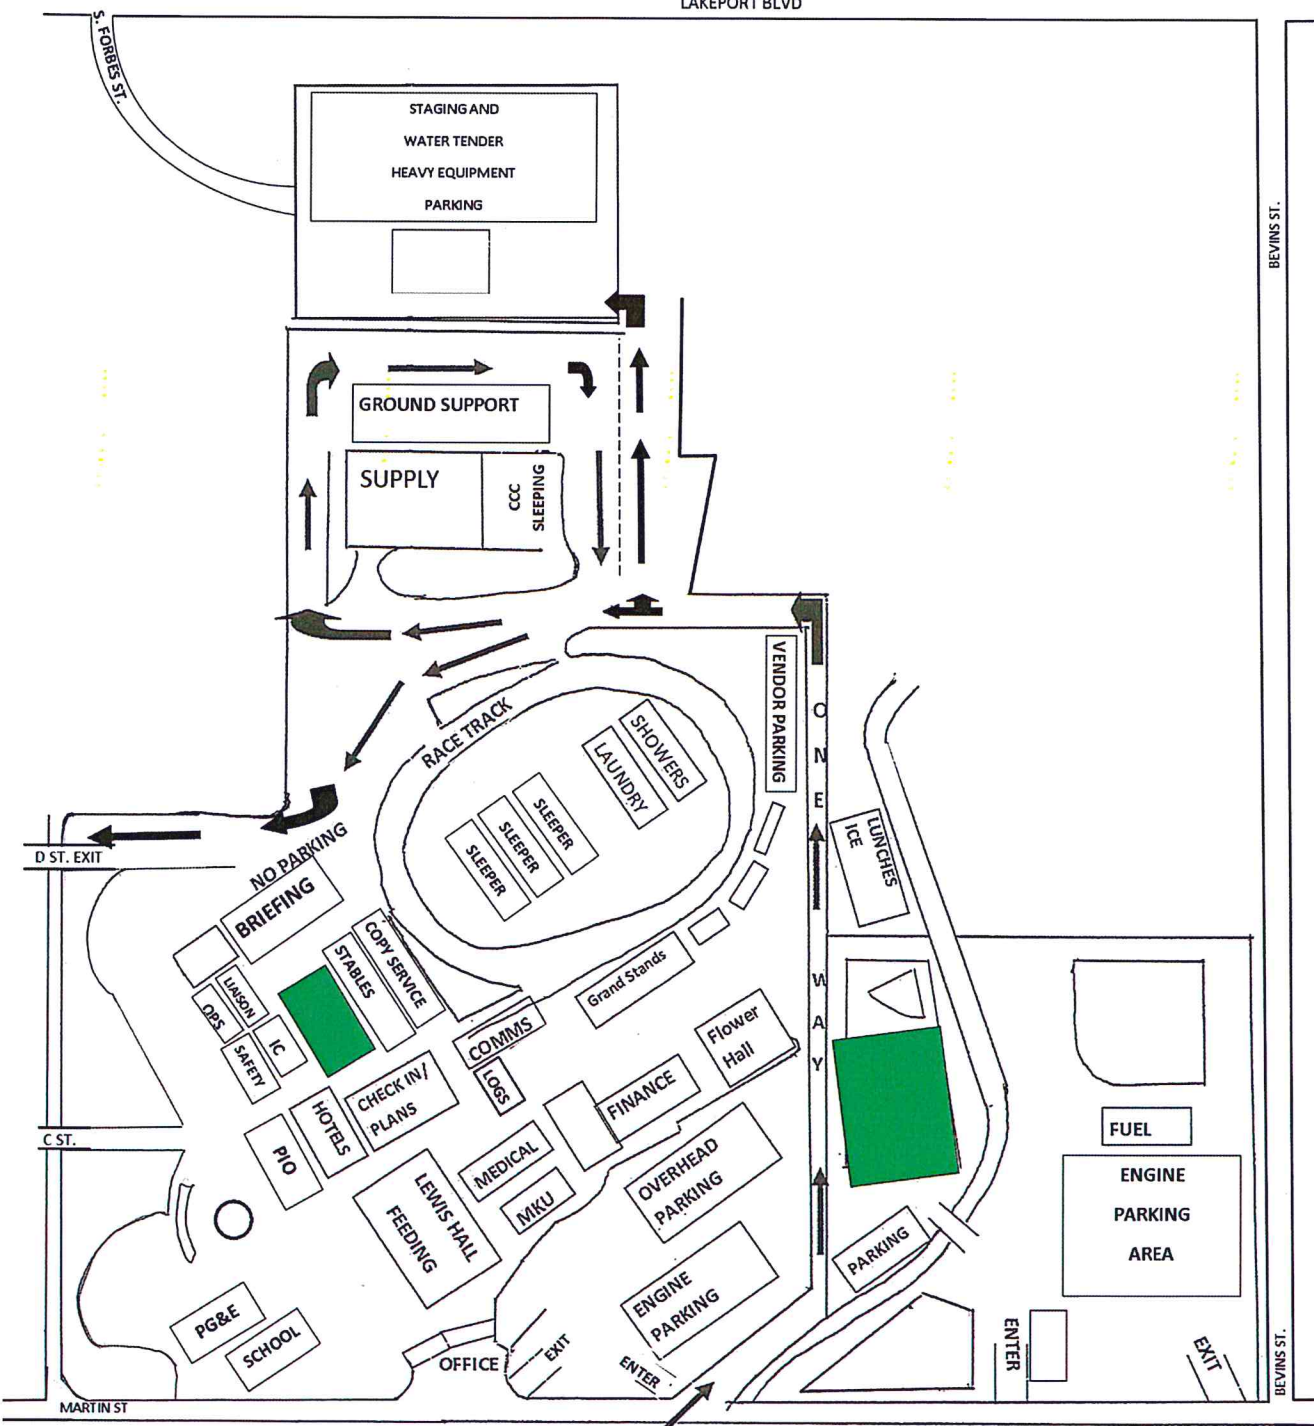 LAKEPORT BLVD
S. FORBES ST.
STAGING AND
WATER TENDER
HEAVY EQUIPMENT
PARKING
BEVINS ST.
GROUND SUPPORT
SUPPLY
CCC
SLEEPING
VENDOR PARKING
ONE WAY
RACE TRACK
SHOWERS
LAUNDRY
SLEEPER
SLEEPER
SLEEPER
LUNCHES
ICE
D ST. EXIT
NO PARKING
BRIEFING
COPY SERVICE
STABLES
LIAISON
OPS
IC
SAFETY
Grand Stands
COMMS
LOGS
Flower
Hall
FINANCE
CHECK IN/
PLANS
HOTELS
PIO
C ST.
MEDICAL
MKU
LEWIS HALL
FEEDING
OVERHEAD
PARKING
FUEL
ENGINE
PARKING
AREA
PARKING
ENGINE
PARKING
PG&E
SCHOOL
OFFICE
EXIT
ENTER
ENTER
EXIT
BEVINS ST.
MARTIN ST